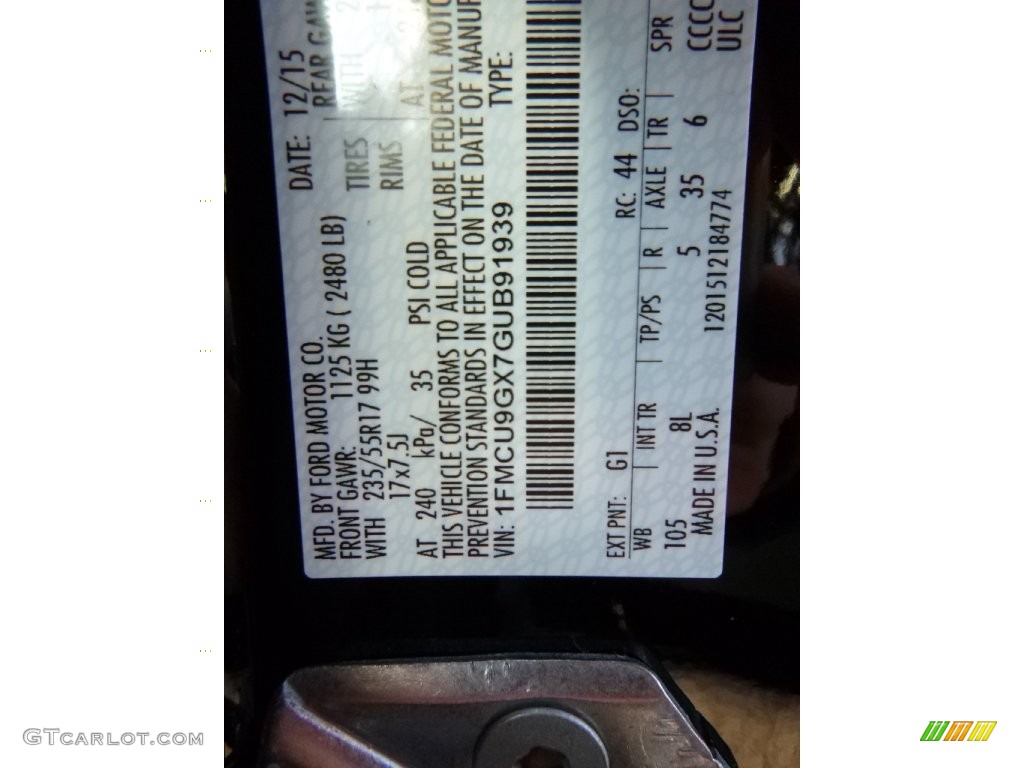 MFD. BY FORD MOTOR CO. DATE: 12/15
FRONT GAWR: 1125 KG ( 2480 LB) REAR
WITH 235/55R17 99H TIRES WITH
17x7.5J RIMS
AT 240 kPa/ 35 PSI COLD AT
THIS VEHICLE CONFORMS TO ALL APPLICABLE FEDERAL
PREVENTION STANDARDS IN EFFECT ON THE DATE OF
VIN: 1FMCU9GX7GUB91939 TYPE:
EXT PNT: G1 RC: 44 DSO:
WB INT TR TP/PS R AXLE TR SPR
105 8L 5 35 6
MADE IN U.S.A. 1201512184774 ULC
GTCARLOT.COM